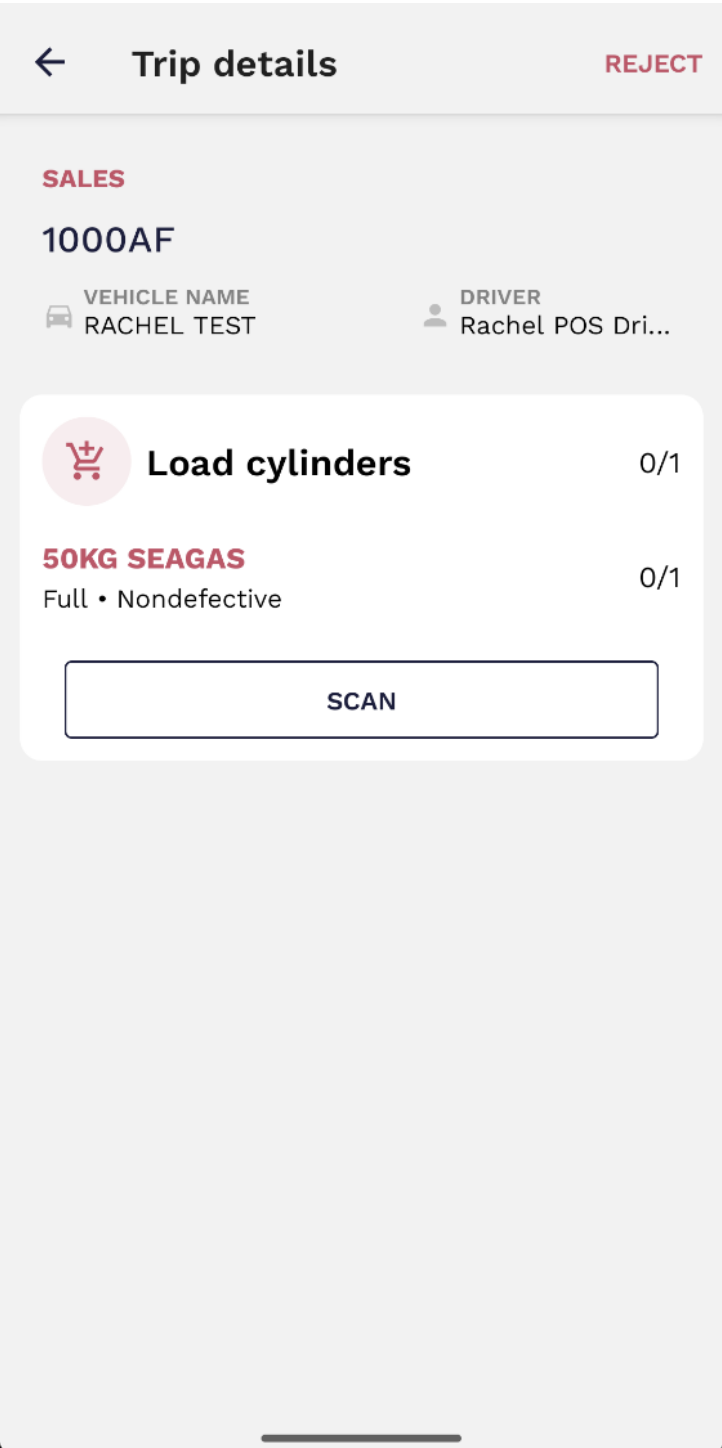 Trip details
REJECT
SALES
1000AF
VEHICLE NAME
RACHEL TEST
DRIVER
Rachel POS Dri...
Load cylinders
0/1
50KG SEAGAS
Full • Nondefective
0/1
SCAN